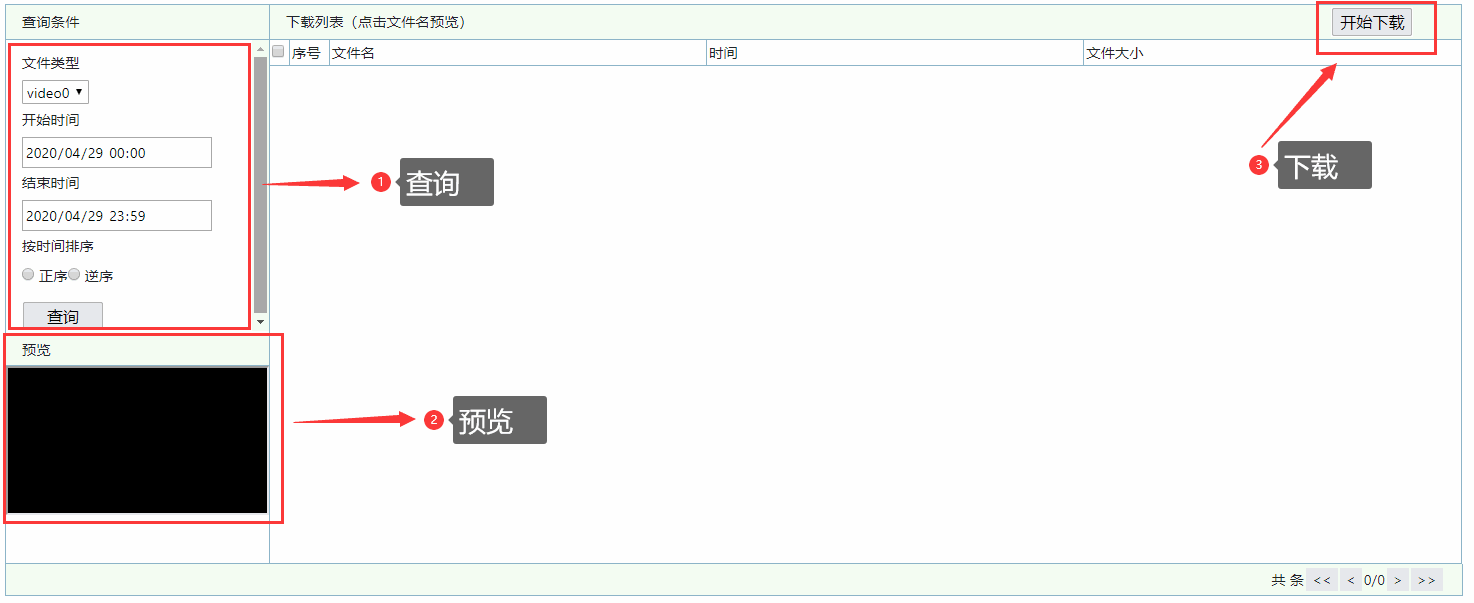 查询条件
下载列表（点击文件名预览）
开始下载
文件类型
video0
开始时间
2020/04/29 00:00
结束时间
2020/04/29 23:59
按时间排序
正序 逆序
查询
序号 文件名 时间 文件大小
1 查询
3 下载
预览
2 预览
共 条 << < 0/0 > >>